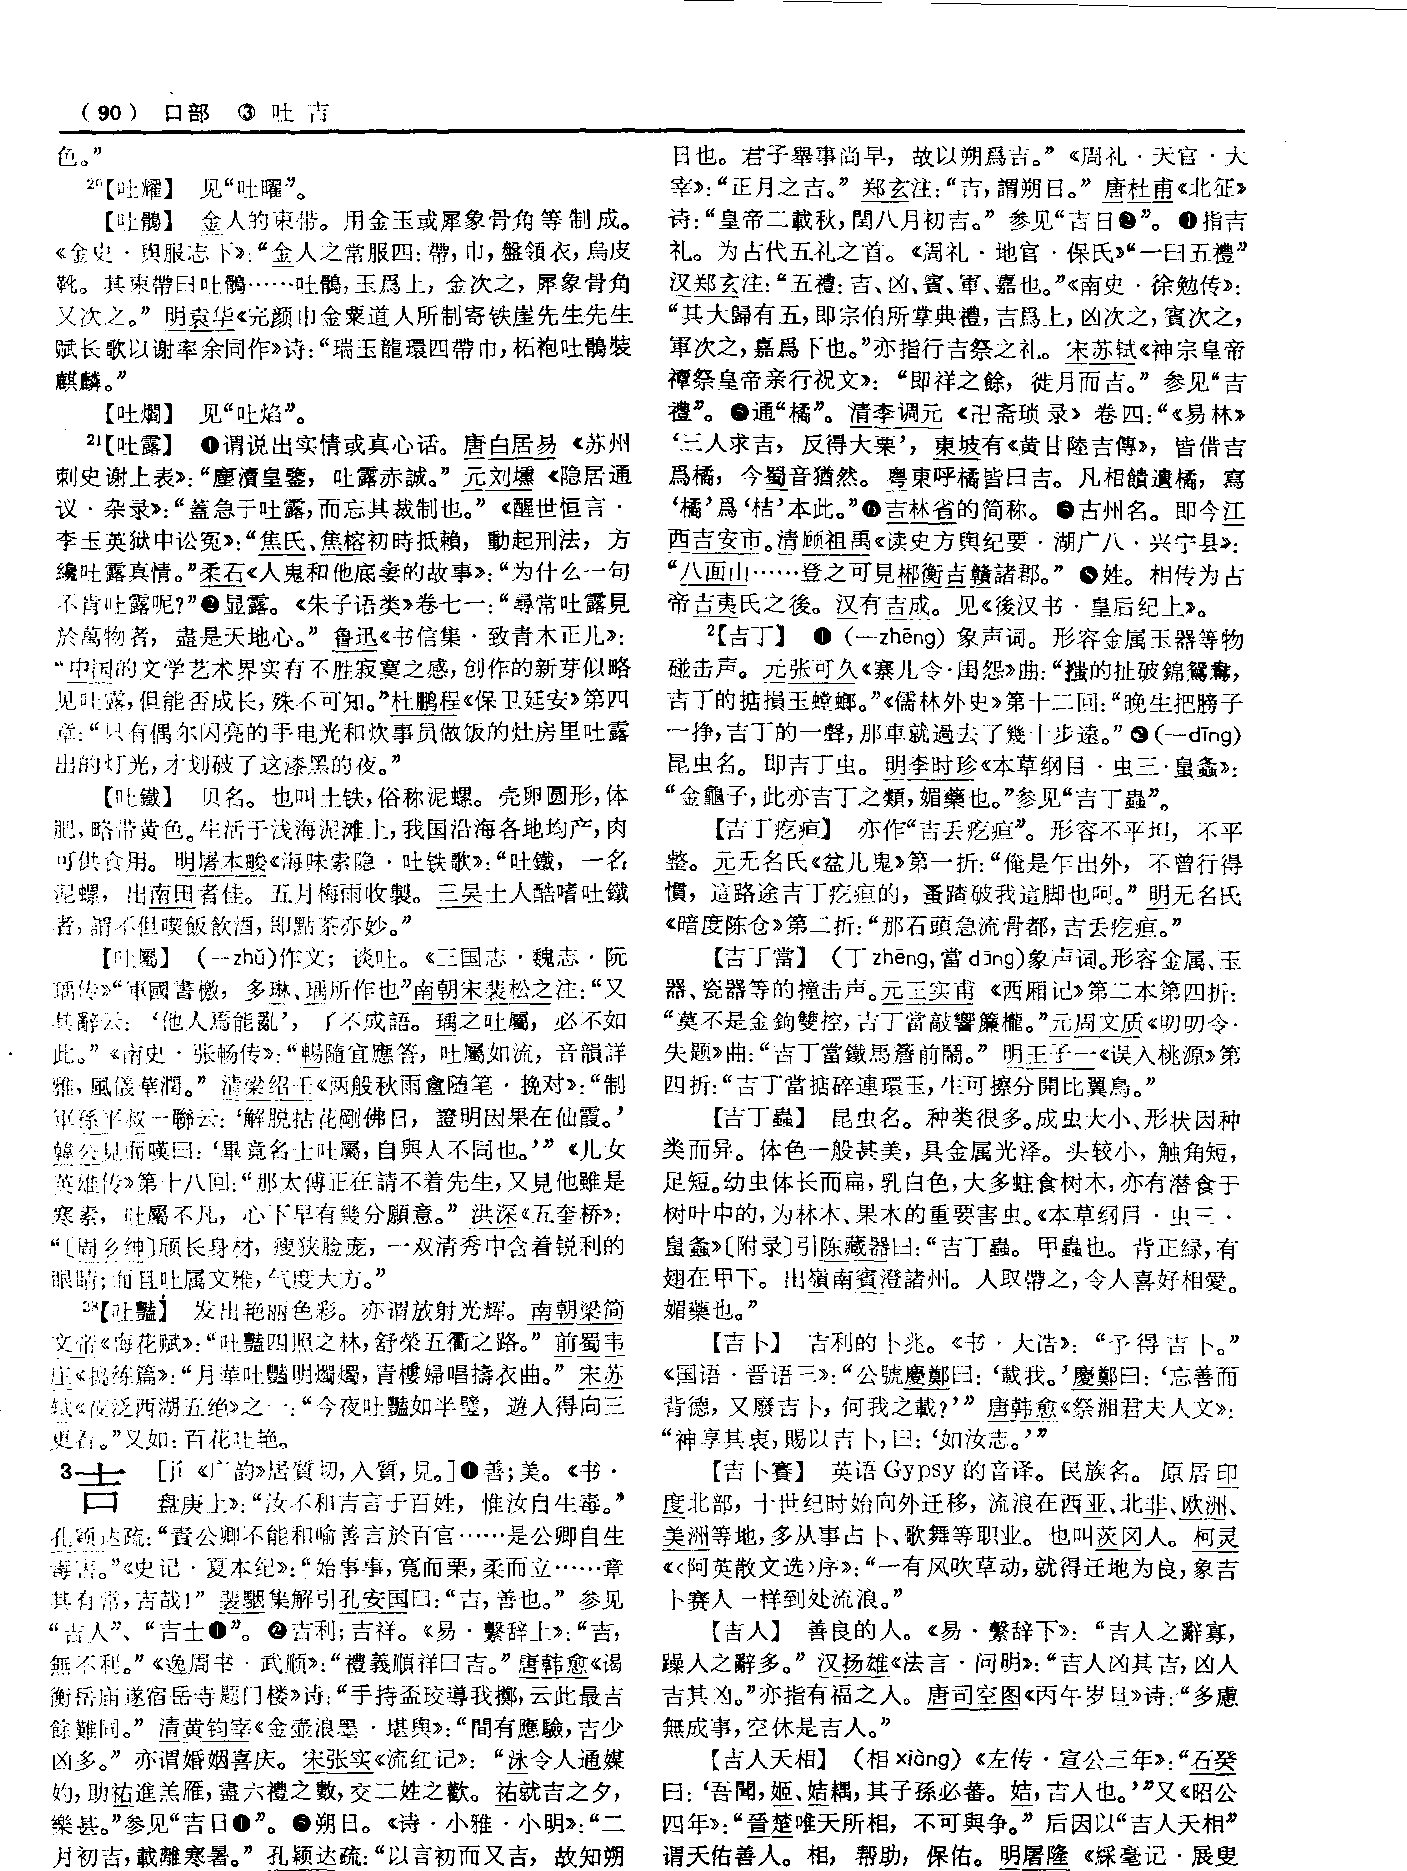 （90） 口部 ③ 吐吉
色。”
20【吐耀】 见“吐曜”。
【吐鶻】 金人的束带。用金玉或犀象骨角等制成。
《金史·舆服志下》：“金人之常服四：帶，巾，盤領衣，烏皮
靴。其束帶曰吐鶻……吐鶻，玉爲上，金次之，犀象骨角
又次之。” 明袁华《完颜巾金粟道人所制寄铁崖先生先生
赋长歌以谢率余同作》诗：“瑞玉龍環四帶巾，柘袍吐鶻裝
麒麟。”
【吐爓】 见“吐焰”。
21【吐露】 ❶谓说出实情或真心话。唐白居易《苏州
刺史谢上表》：“塵瀆皇鑒，吐露赤誠。” 元刘壎《隐居通
议·杂录》：“蓋急于吐露，而忘其裁制也。” 《醒世恒言·
李玉英狱中讼冤》：“焦氏、焦榕初時抵賴，動起刑法，方
纔吐露真情。”柔石《人鬼和他底妻的故事》：“为什么一句
不肯吐露呢？”❷显露。《朱子语类》卷七一：“尋常吐露見
於萬物者，盡是天地心。” 鲁迅《书信集·致青木正儿》：
“中国的文学艺术界实有不胜寂寞之感，创作的新芽似略
见吐露，但能否成长，殊不可知。”杜鹏程《保卫延安》第四
章：“只有偶尔闪亮的手电光和炊事员做饭的灶房里吐露
出的灯光，才划破了这漆黑的夜。”
【吐鐵】 贝名。也叫土铁，俗称泥螺。壳卵圆形，体
肥，略带黄色。生活于浅海泥滩上，我国沿海各地均产，肉
可供食用。 明屠本畯《海味索隐·吐铁歌》：“吐鐵，一名
泥螺，出南田者佳。五月梅雨收製。三吴士人酷嗜吐鐵
者，謂不但喫飯飲酒，即點茶亦妙。”
【吐屬】 （—zhǔ）作文；谈吐。《三国志·魏志·阮
瑀传》“軍國書檄，多琳、瑀所作也”南朝宋裴松之注：“又
其辭云：‘他人焉能亂’，了不成語。瑀之吐屬，必不如
此。”《南史·张畅传》：“暢隨宜應答，吐屬如流，音韻詳
雅，風儀華潤。” 清梁绍壬《两般秋雨盦随笔·挽对》：“制
軍孫平叔一聯云：‘解脱拈花剛佛日，證明因果在仙霞。’
韓公見而嘆曰：‘畢竟名士吐屬，自與人不同也。’” 《儿女
英雄传》第十八回：“那太傅正在請不着先生，又見他雖是
寒素，吐屬不凡，心下早有幾分願意。” 洪深《五奎桥》：
“〔周乡绅〕颀长身材，瘦狭脸庞，一双清秀中含着锐利的
眼睛；而且吐属文雅，气度大方。”
28【吐豔】 发出艳丽色彩。亦谓放射光辉。南朝梁简
文帝《梅花赋》：“吐豔四照之林，舒榮五衢之路。” 前蜀韦
庄《捣练篇》：“月華吐豔明燭燭，青樓婦唱擣衣曲。” 宋苏
轼《夜泛西湖五绝》之一：“今夜吐豔如半璧，遊人得向三
更看。”又如：百花吐艳。
3吉 ［jí《广韵》居質切，入質，見。］❶善；美。《书·
盘庚上》：“汝不和吉言于百姓，惟汝自生毒。”
孔颖达疏：“責公卿不能和喻善言於百官……是公卿自生
毒害。”《史记·夏本纪》：“始事事，寬而栗，柔而立……章
其有常，吉哉！” 裴駰集解引孔安国曰：“吉，善也。” 参见
“吉人”、“吉士❶”。 ❷吉利；吉祥。《易·繫辞上》：“吉，
無不利。”《逸周书·武顺》：“禮義順祥曰吉。”唐韩愈《谒
衡岳庙遂宿岳寺题门楼》诗：“手持盃珓導我擲，云此最吉
餘難同。” 清黄钧宰《金壶浪墨·堪舆》：“間有應驗，吉少
凶多。” 亦谓婚姻喜庆。宋张实《流红记》：“泳令人通媒
妁，助祐進羔雁，盡六禮之數，交二姓之歡。祐就吉之夕，
樂甚。”参见“吉日❶”。 ❸朔日。《诗·小雅·小明》：“二
月初吉，載離寒暑。” 孔颖达疏：“以言初而又吉，故知朔
日也。君子舉事尚早，故以朔爲吉。” 《周礼·天官·大
宰》：“正月之吉。” 郑玄注：“吉，謂朔日。” 唐杜甫《北征》
诗：“皇帝二載秋，閏八月初吉。” 参见“吉日❷”。 ❹指吉
礼。为古代五礼之首。《周礼·地官·保氏》“一曰五禮”
汉郑玄注：“五禮：吉、凶、賓、軍、嘉也。”《南史·徐勉传》：
“其大歸有五，即宗伯所掌典禮，吉爲上，凶次之，賓次之，
軍次之，嘉爲下也。”亦指行吉祭之礼。宋苏轼《神宗皇帝
禫祭皇帝亲行祝文》：“即祥之餘，徙月而吉。” 参见“吉
禮”。❺通“橘”。清李调元《卍斋琐录》卷四：“《易林》
‘三人求吉，反得大栗’，東坡有《黄甘陸吉傳》，皆借吉
爲橘，今蜀音猶然。粤東呼橘皆曰吉。凡相饋遺橘，寫
‘橘’爲‘桔’本此。”❻吉林省的简称。 ❼古州名。即今江
西吉安市。清顾祖禹《读史方舆纪要·湖广八·兴宁县》：
“八面山……登之可見郴衡吉贛諸郡。” ❽姓。相传为古
帝吉夷氏之後。汉有吉成。见《後汉书·皇后纪上》。
2【吉丁】 ❶（—zhēng）象声词。形容金属玉器等物
碰击声。元张可久《寨儿令·闺怨》曲：“搊的扯破錦鴛鴦，
吉丁的掂損玉螳螂。”《儒林外史》第十二回：“晚生把膀子
一挣，吉丁的一聲，那車就過去了幾十步遠。”❷（—dīng）
昆虫名。即吉丁虫。明李时珍《本草纲目·虫三·蜚螽》：
“金龜子，此亦吉丁之類，媚藥也。”参见“吉丁蟲”。
【吉丁疙疸】 亦作“吉丢疙疸”。形容不平坦，不平
整。元无名氏《盆儿鬼》第一折：“俺是乍出外，不曾行得
慣，這路途吉丁疙疸的，蚤踏破我這脚也呵。” 明无名氏
《暗度陈仓》第二折：“那石頭急流骨都，吉丢疙疸。”
【吉丁當】 （丁zhēng，當dāng）象声词。形容金属、玉
器、瓷器等的撞击声。元王实甫《西厢记》第二本第四折：
“莫不是金鉤雙控，吉丁當敲響簾櫳。”元周文质《叨叨令·
失题》曲：“吉丁當鐵馬簷前鬧。” 明王子一《误入桃源》第
四折：“吉丁當掂碎連環玉，生可擦分開比翼鳥。”
【吉丁蟲】 昆虫名。种类很多。成虫大小、形状因种
类而异。体色一般甚美，具金属光泽。头较小，触角短，
足短。幼虫体长而扁，乳白色，大多蛀食树木，亦有潜食于
树叶中的，为林木、果木的重要害虫。《本草纲目·虫三·
蜚螽》〔附录〕引陈藏器曰：“吉丁蟲。甲蟲也。背正緑，有
翅在甲下。出嶺南賓澄諸州。人取帶之，令人喜好相愛。
媚藥也。”
【吉卜】 吉利的卜兆。《书·大诰》：“予得吉卜。”
《国语·晋语三》：“公號慶鄭曰：‘載我。’慶鄭曰：‘忘善而
背德，又廢吉卜，何我之載？’” 唐韩愈《祭湘君夫人文》：
“神享其衷，賜以吉卜，曰：‘如汝志。’”
【吉卜賽】 英语Gypsy的音译。民族名。原居印
度北部，十世纪时始向外迁移，流浪在西亚、北非、欧洲、
美洲等地，多从事占卜、歌舞等职业。也叫茨冈人。柯灵
《〈阿英散文选〉序》：“一有风吹草动，就得迁地为良，象吉
卜赛人一样到处流浪。”
【吉人】 善良的人。《易·繫辞下》：“吉人之辭寡，
躁人之辭多。” 汉扬雄《法言·问明》：“吉人凶其吉，凶人
吉其凶。”亦指有福之人。唐司空图《丙午岁旦》诗：“多慮
無成事，空休是吉人。”
【吉人天相】 （相xiàng）《左传·宣公三年》：“石癸
曰：‘吾聞，姬、姞耦，其子孫必蕃。姞，吉人也。’”又《昭公
四年》：“晉楚唯天所相，不可與争。” 后因以“吉人天相”
谓天佑善人。相，帮助，保佑。明屠隆《綵毫记·展叟